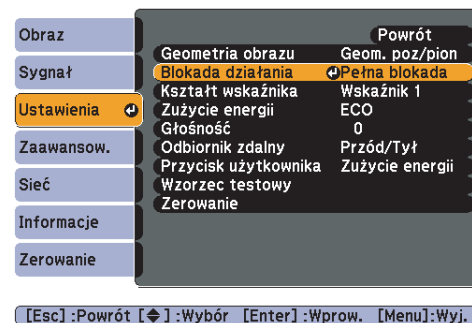 Obraz
Sygnał
Ustawienia
Zaawansow.
Sieć
Informacje
Zerowanie
Powrót
Geometria obrazu Geom. poz/pion
Blokada działania Pełna blokada
Kształt wskaźnika Wskaźnik 1
Zużycie energii ECO
Głośność 0
Odbiornik zdalny Przód/Tył
Przycisk użytkownika Zużycie energii
Wzorzec testowy
Zerowanie
[Esc] :Powrót [◆] :Wybór [Enter] :Wprow. [Menu]:Wyj.